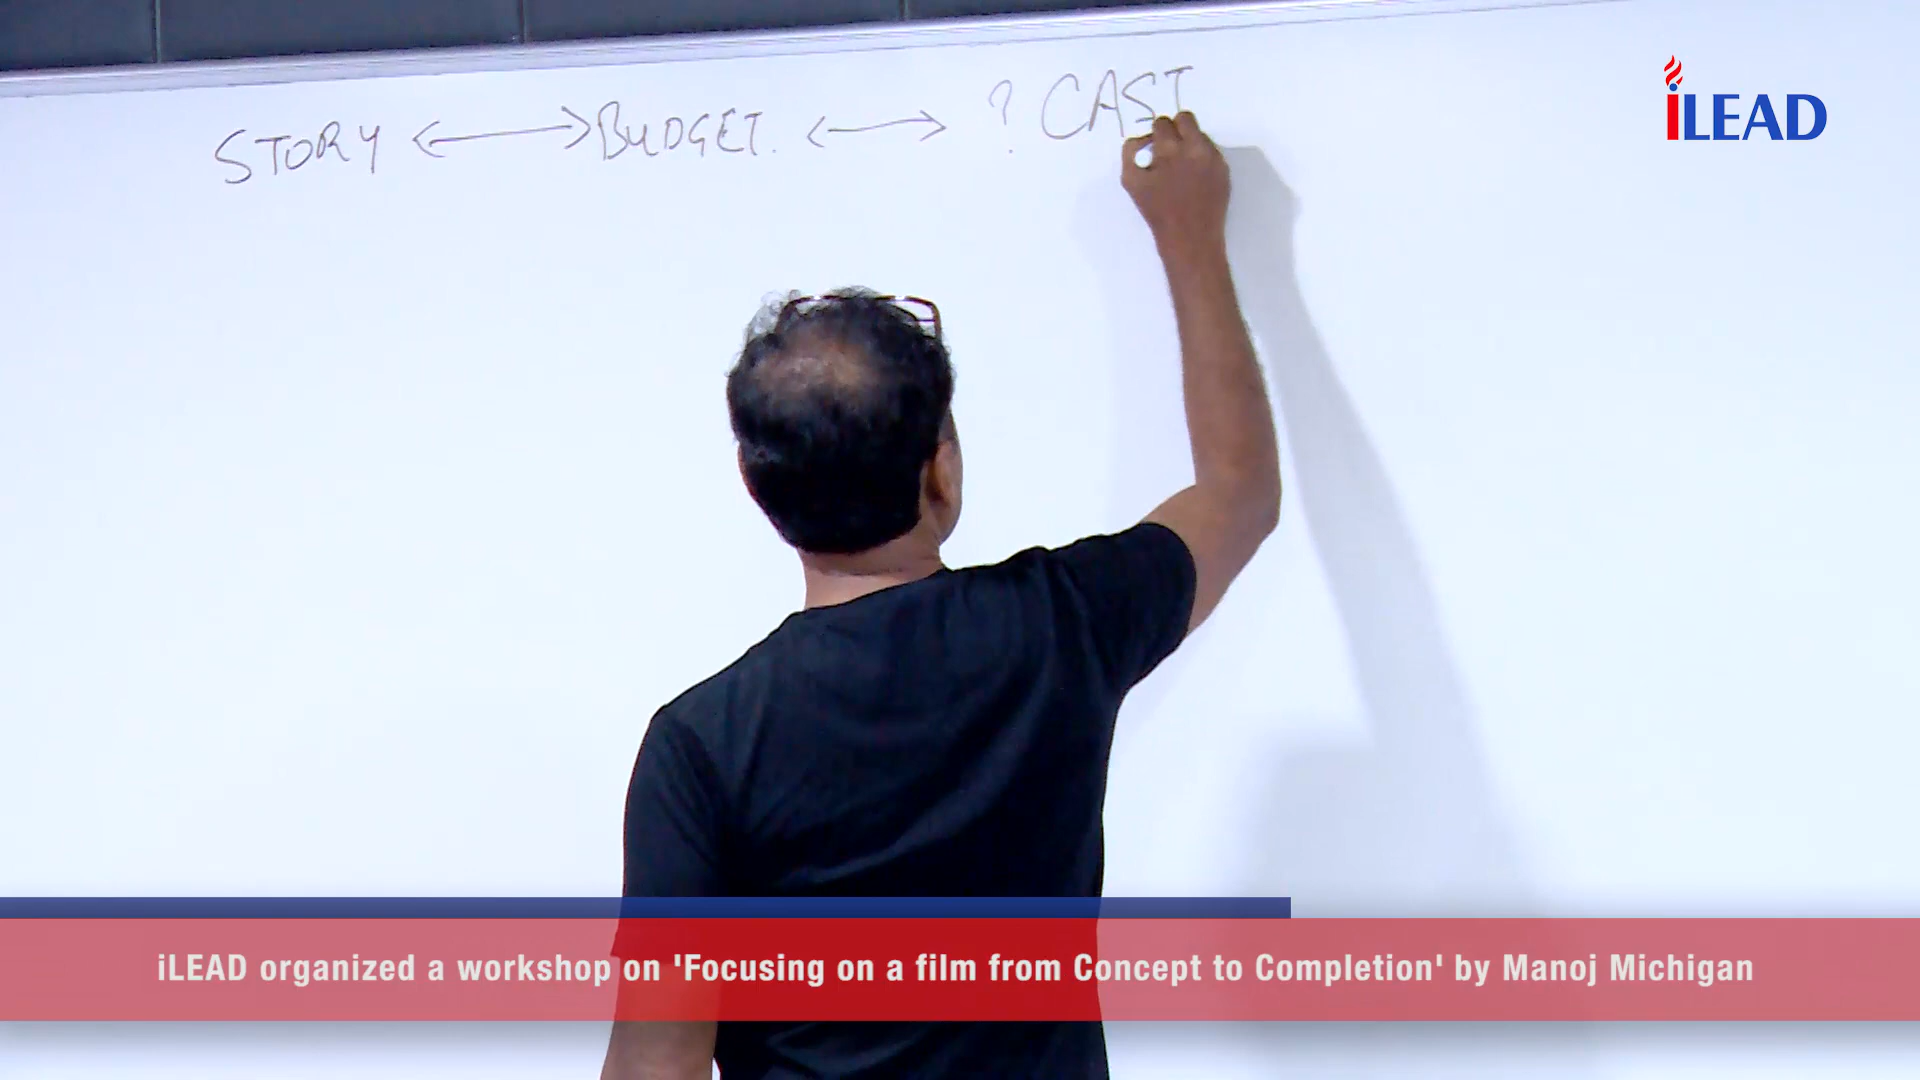 STORY <--> BUDGET. <--> ? CAST
iLEAD
iLEAD organized a workshop on 'Focusing on a film from Concept to Completion' by Manoj Michigan